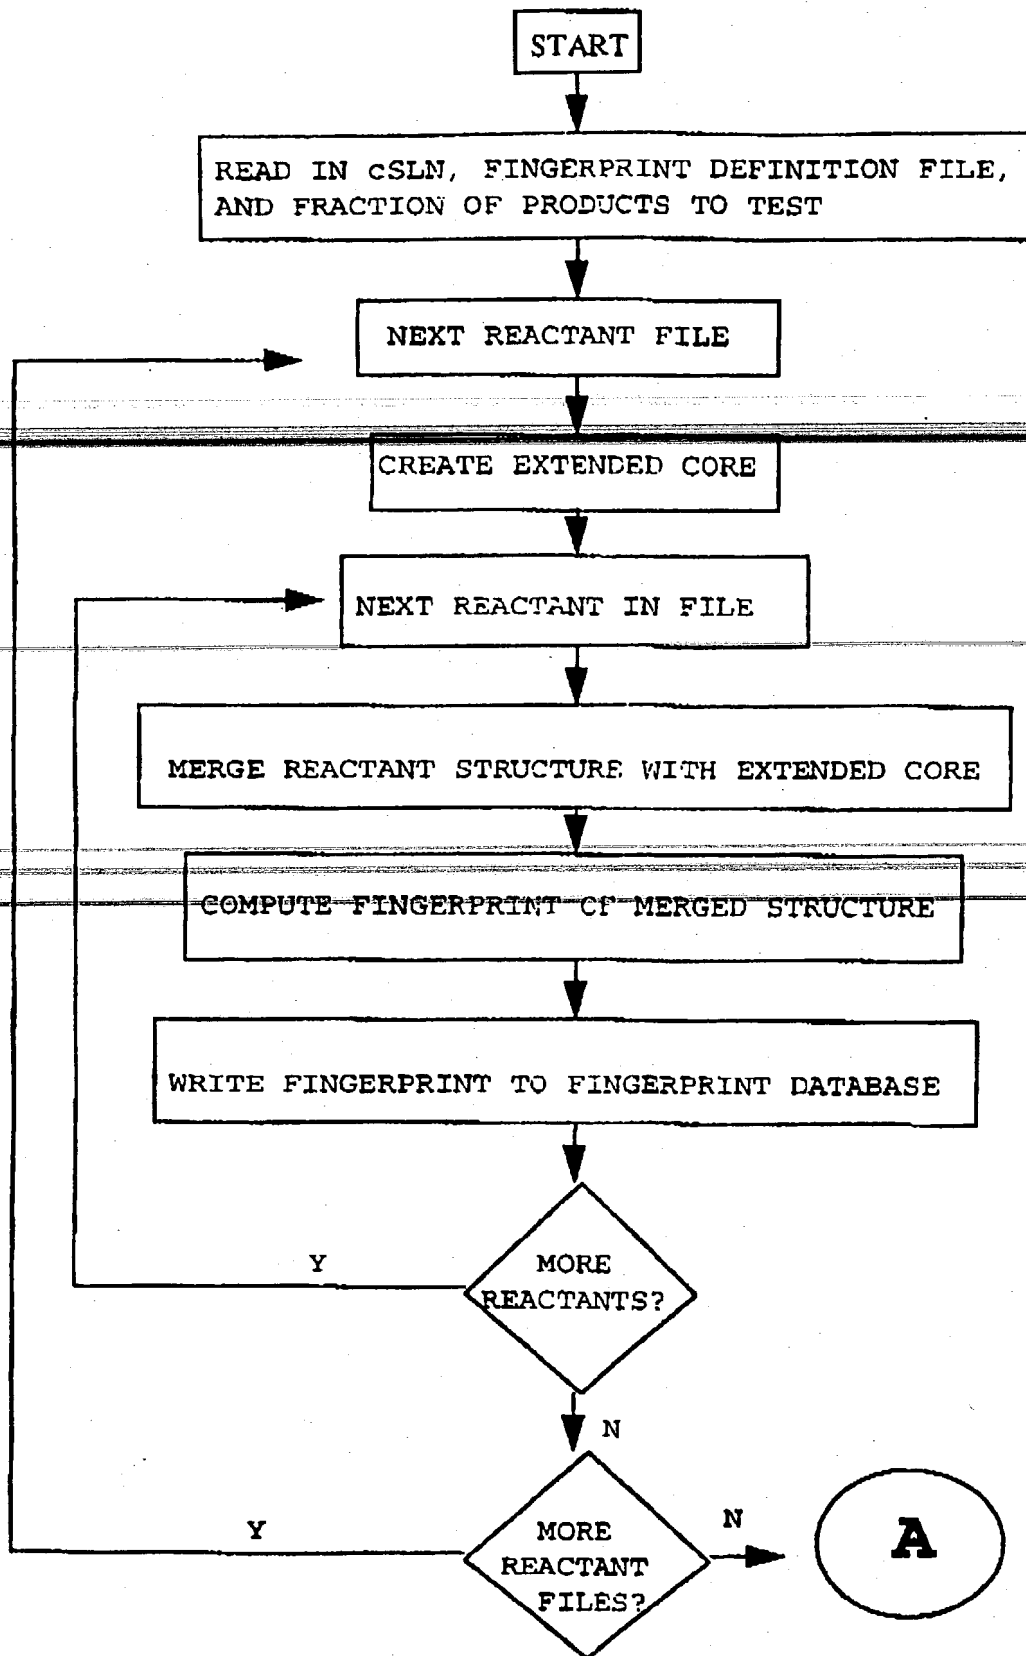 START
READ IN cSLN, FINGERPRINT DEFINITION FILE,
AND FRACTION OF PRODUCTS TO TEST
NEXT REACTANT FILE
CREATE EXTENDED CORE
NEXT REACTANT IN FILE
MERGE REACTANT STRUCTURE WITH EXTENDED CORE
COMPUTE FINGERPRINT OF MERGED STRUCTURE
WRITE FINGERPRINT TO FINGERPRINT DATABASE
Y
MORE
REACTANTS?
N
Y
MORE
REACTANT
FILES?
N
A